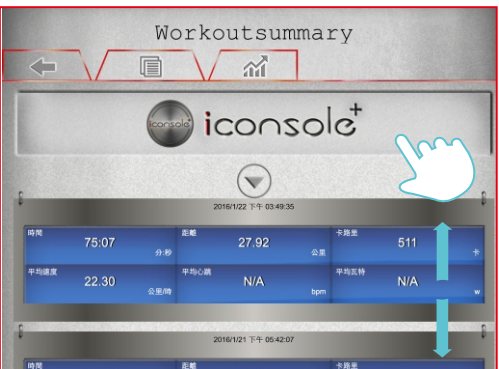 Workoutsummary
iconsole
iconsole+
2016/1/22 下午 03:49:35
時間 75:07 分:秒 距離 27.92 公里 卡路里 511 卡
平均速度 22.30 公里/時 平均心跳 N/A bpm 平均瓦特 N/A w
2016/1/21 下午 05:42:07
時間 距離 卡路里